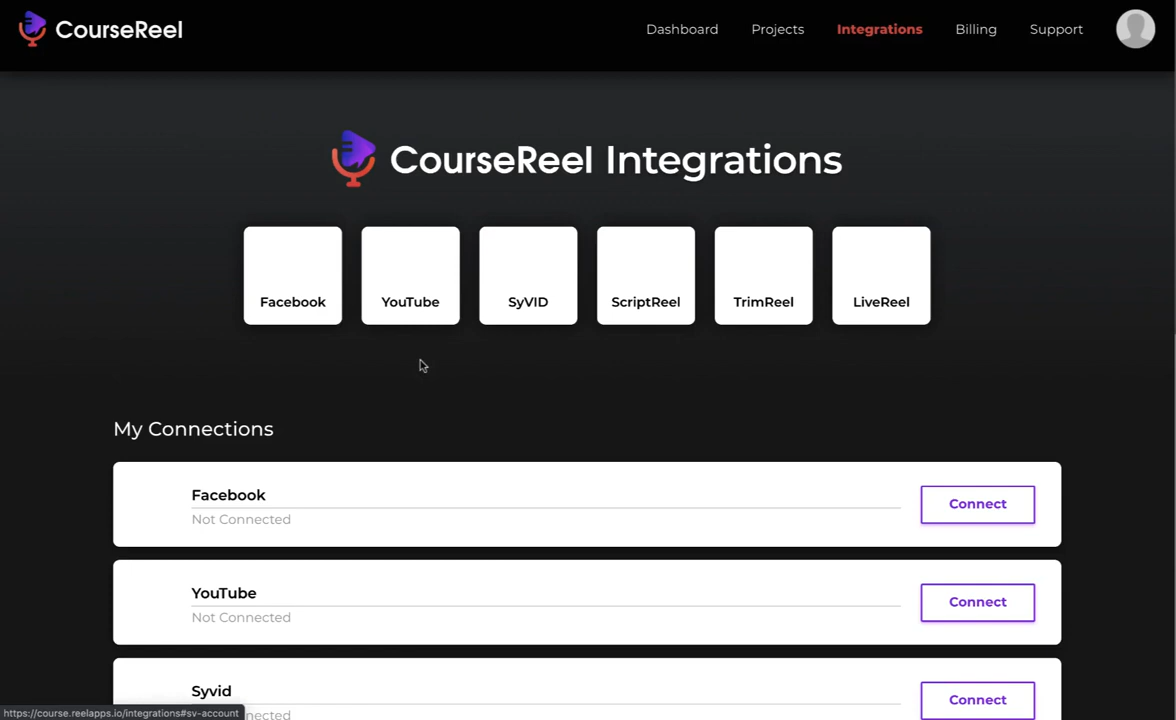 CourseReel
Dashboard
Projects
Integrations
Billing
Support
CourseReel Integrations
Facebook
YouTube
SyVID
ScriptReel
TrimReel
LiveReel
My Connections
Facebook
Not Connected
Connect
YouTube
Not Connected
Connect
Syvid
Connect
https://course.reelapps.io/integrations#sv-account
Connected